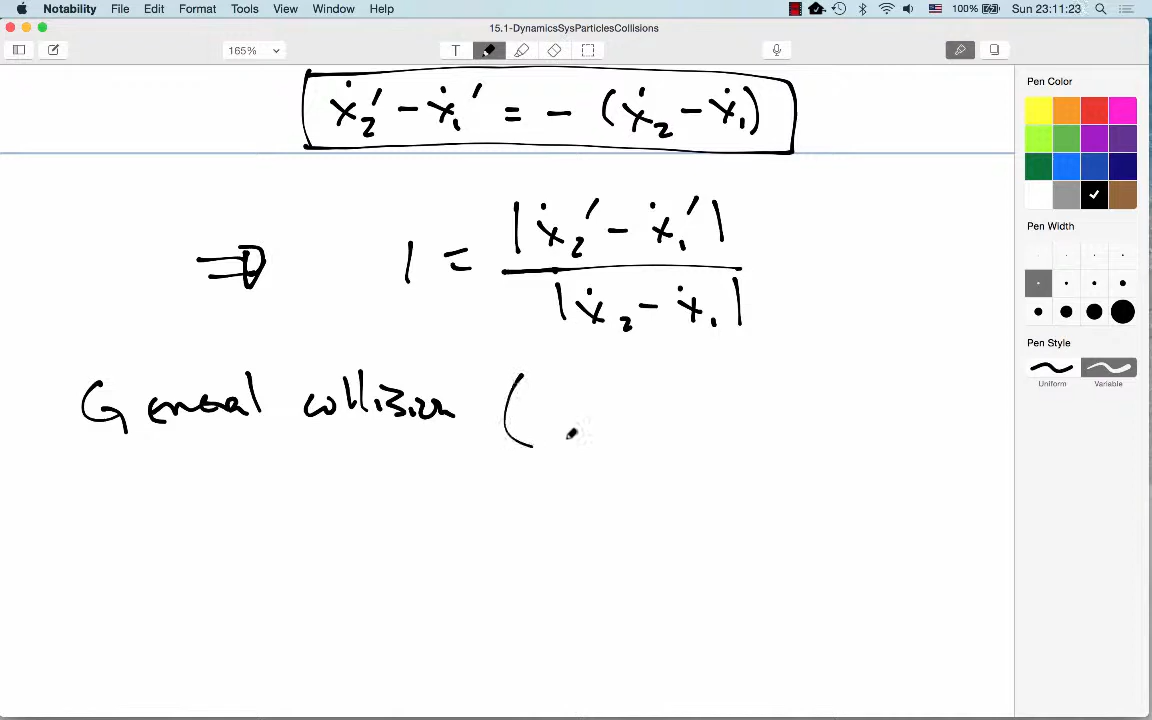 Notability File Edit Format Tools View Window Help 100% Sun 23:11:23
15.1-DynamicsSysParticlesCollisions
165% T
Pen Color
Pen Width
Pen Style
Uniform Variable
ẋ₂′ − ẋ₁′ = − (ẋ₂ − ẋ₁)
⇒ 1 = |ẋ₂′ − ẋ₁′|
|ẋ₂ − ẋ₁|
General collision (